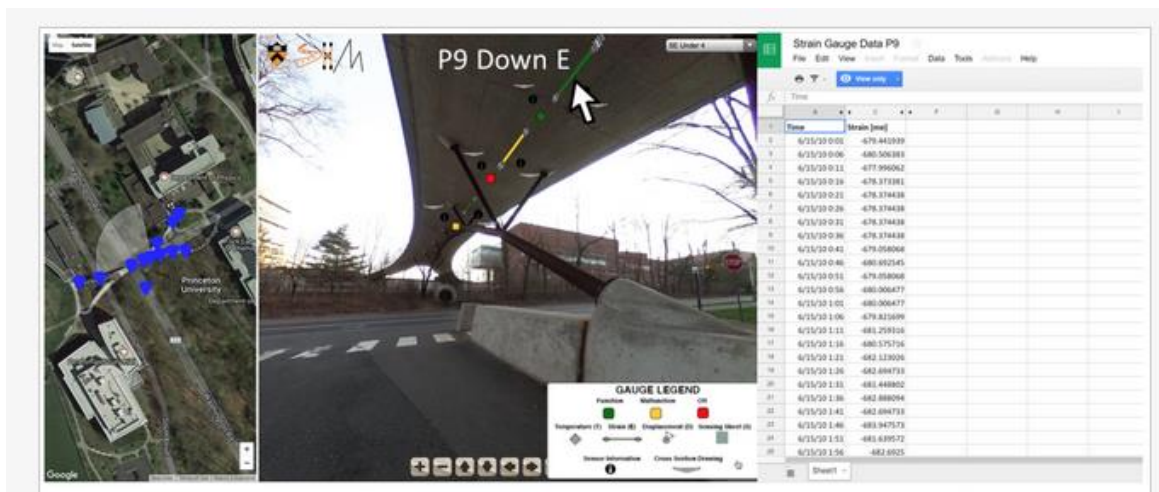 Map Satellite
Department of Physics
Princeton
University
Google
P9 Down E
SE Under 4
STOP
GAUGE LEGEND
Function Malfunction Off
Temperature (T) Strain (E) Displacement (D) Sensing Sheet (S)
Sensor Information Cross Section Drawing
Strain Gauge Data P9
File Edit View Insert Format Data Tools Help
View only
Time
A C F G H I
Time Strain [me]
6/15/10 0:01 -679.441939
6/15/10 0:06 -680.506383
6/15/10 0:11 -677.996062
6/15/10 0:16 -678.373381
6/15/10 0:21 -678.374438
6/15/10 0:26 -678.374438
6/15/10 0:31 -678.374438
6/15/10 0:36 -678.374438
6/15/10 0:41 -679.058068
6/15/10 0:46 -680.692545
6/15/10 0:51 -679.058068
6/15/10 0:56 -680.006477
6/15/10 1:01 -680.006477
6/15/10 1:06 -679.821699
6/15/10 1:11 -681.259316
6/15/10 1:16 -680.575716
6/15/10 1:21 -682.123026
6/15/10 1:26 -682.694733
6/15/10 1:31 -681.448802
6/15/10 1:36 -682.888094
6/15/10 1:41 -682.694733
6/15/10 1:46 -683.947573
6/15/10 1:51 -681.639572
6/15/10 1:56 -682.6925
Sheet1